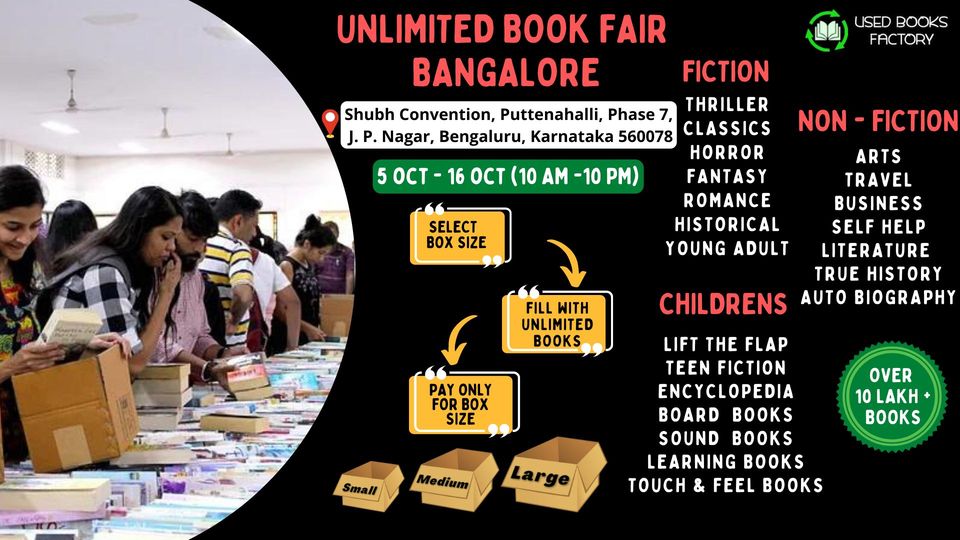 UNLIMITED BOOK FAIR
BANGALORE
Shubh Convention, Puttenahalli, Phase 7,
J. P. Nagar, Bengaluru, Karnataka 560078
5 OCT - 16 OCT (10 AM -10 PM)
SELECT
BOX SIZE
FILL WITH
UNLIMITED
BOOKS
PAY ONLY
FOR BOX
SIZE
Small
Medium
Large
FICTION
THRILLER
CLASSICS
HORROR
FANTASY
ROMANCE
HISTORICAL
YOUNG ADULT
CHILDRENS
LIFT THE FLAP
TEEN FICTION
ENCYCLOPEDIA
BOARD BOOKS
SOUND BOOKS
LEARNING BOOKS
TOUCH & FEEL BOOKS
USED BOOKS
FACTORY
NON - FICTION
ARTS
TRAVEL
BUSINESS
SELF HELP
LITERATURE
TRUE HISTORY
AUTO BIOGRAPHY
OVER
10 LAKH +
BOOKS